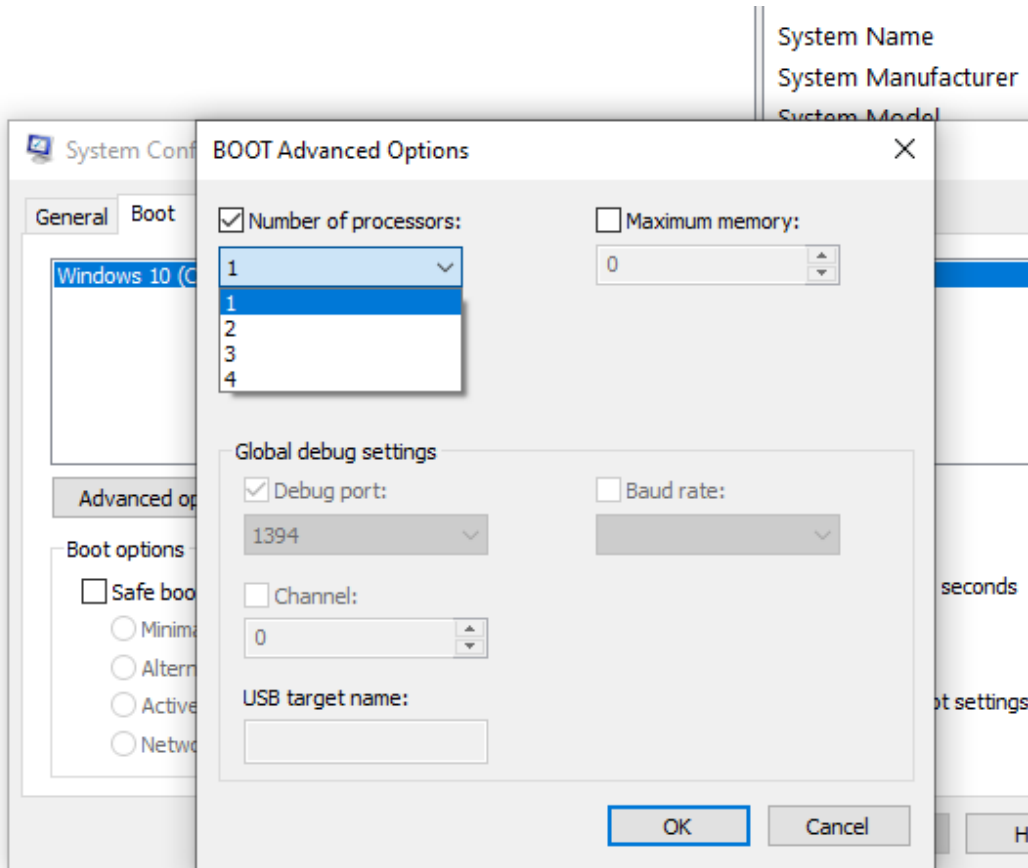 System Name
System Manufacturer
System Model
System Conf
BOOT Advanced Options
General Boot
Number of processors: Maximum memory:
Windows 10 (C
1 0
1
2
3
4
Global debug settings
Advanced op
Debug port: Baud rate:
1394
Boot options
Safe boo
Channel:
seconds
Minima
0
Altern
USB target name:
Active
ot settings
Netwo
OK Cancel
H